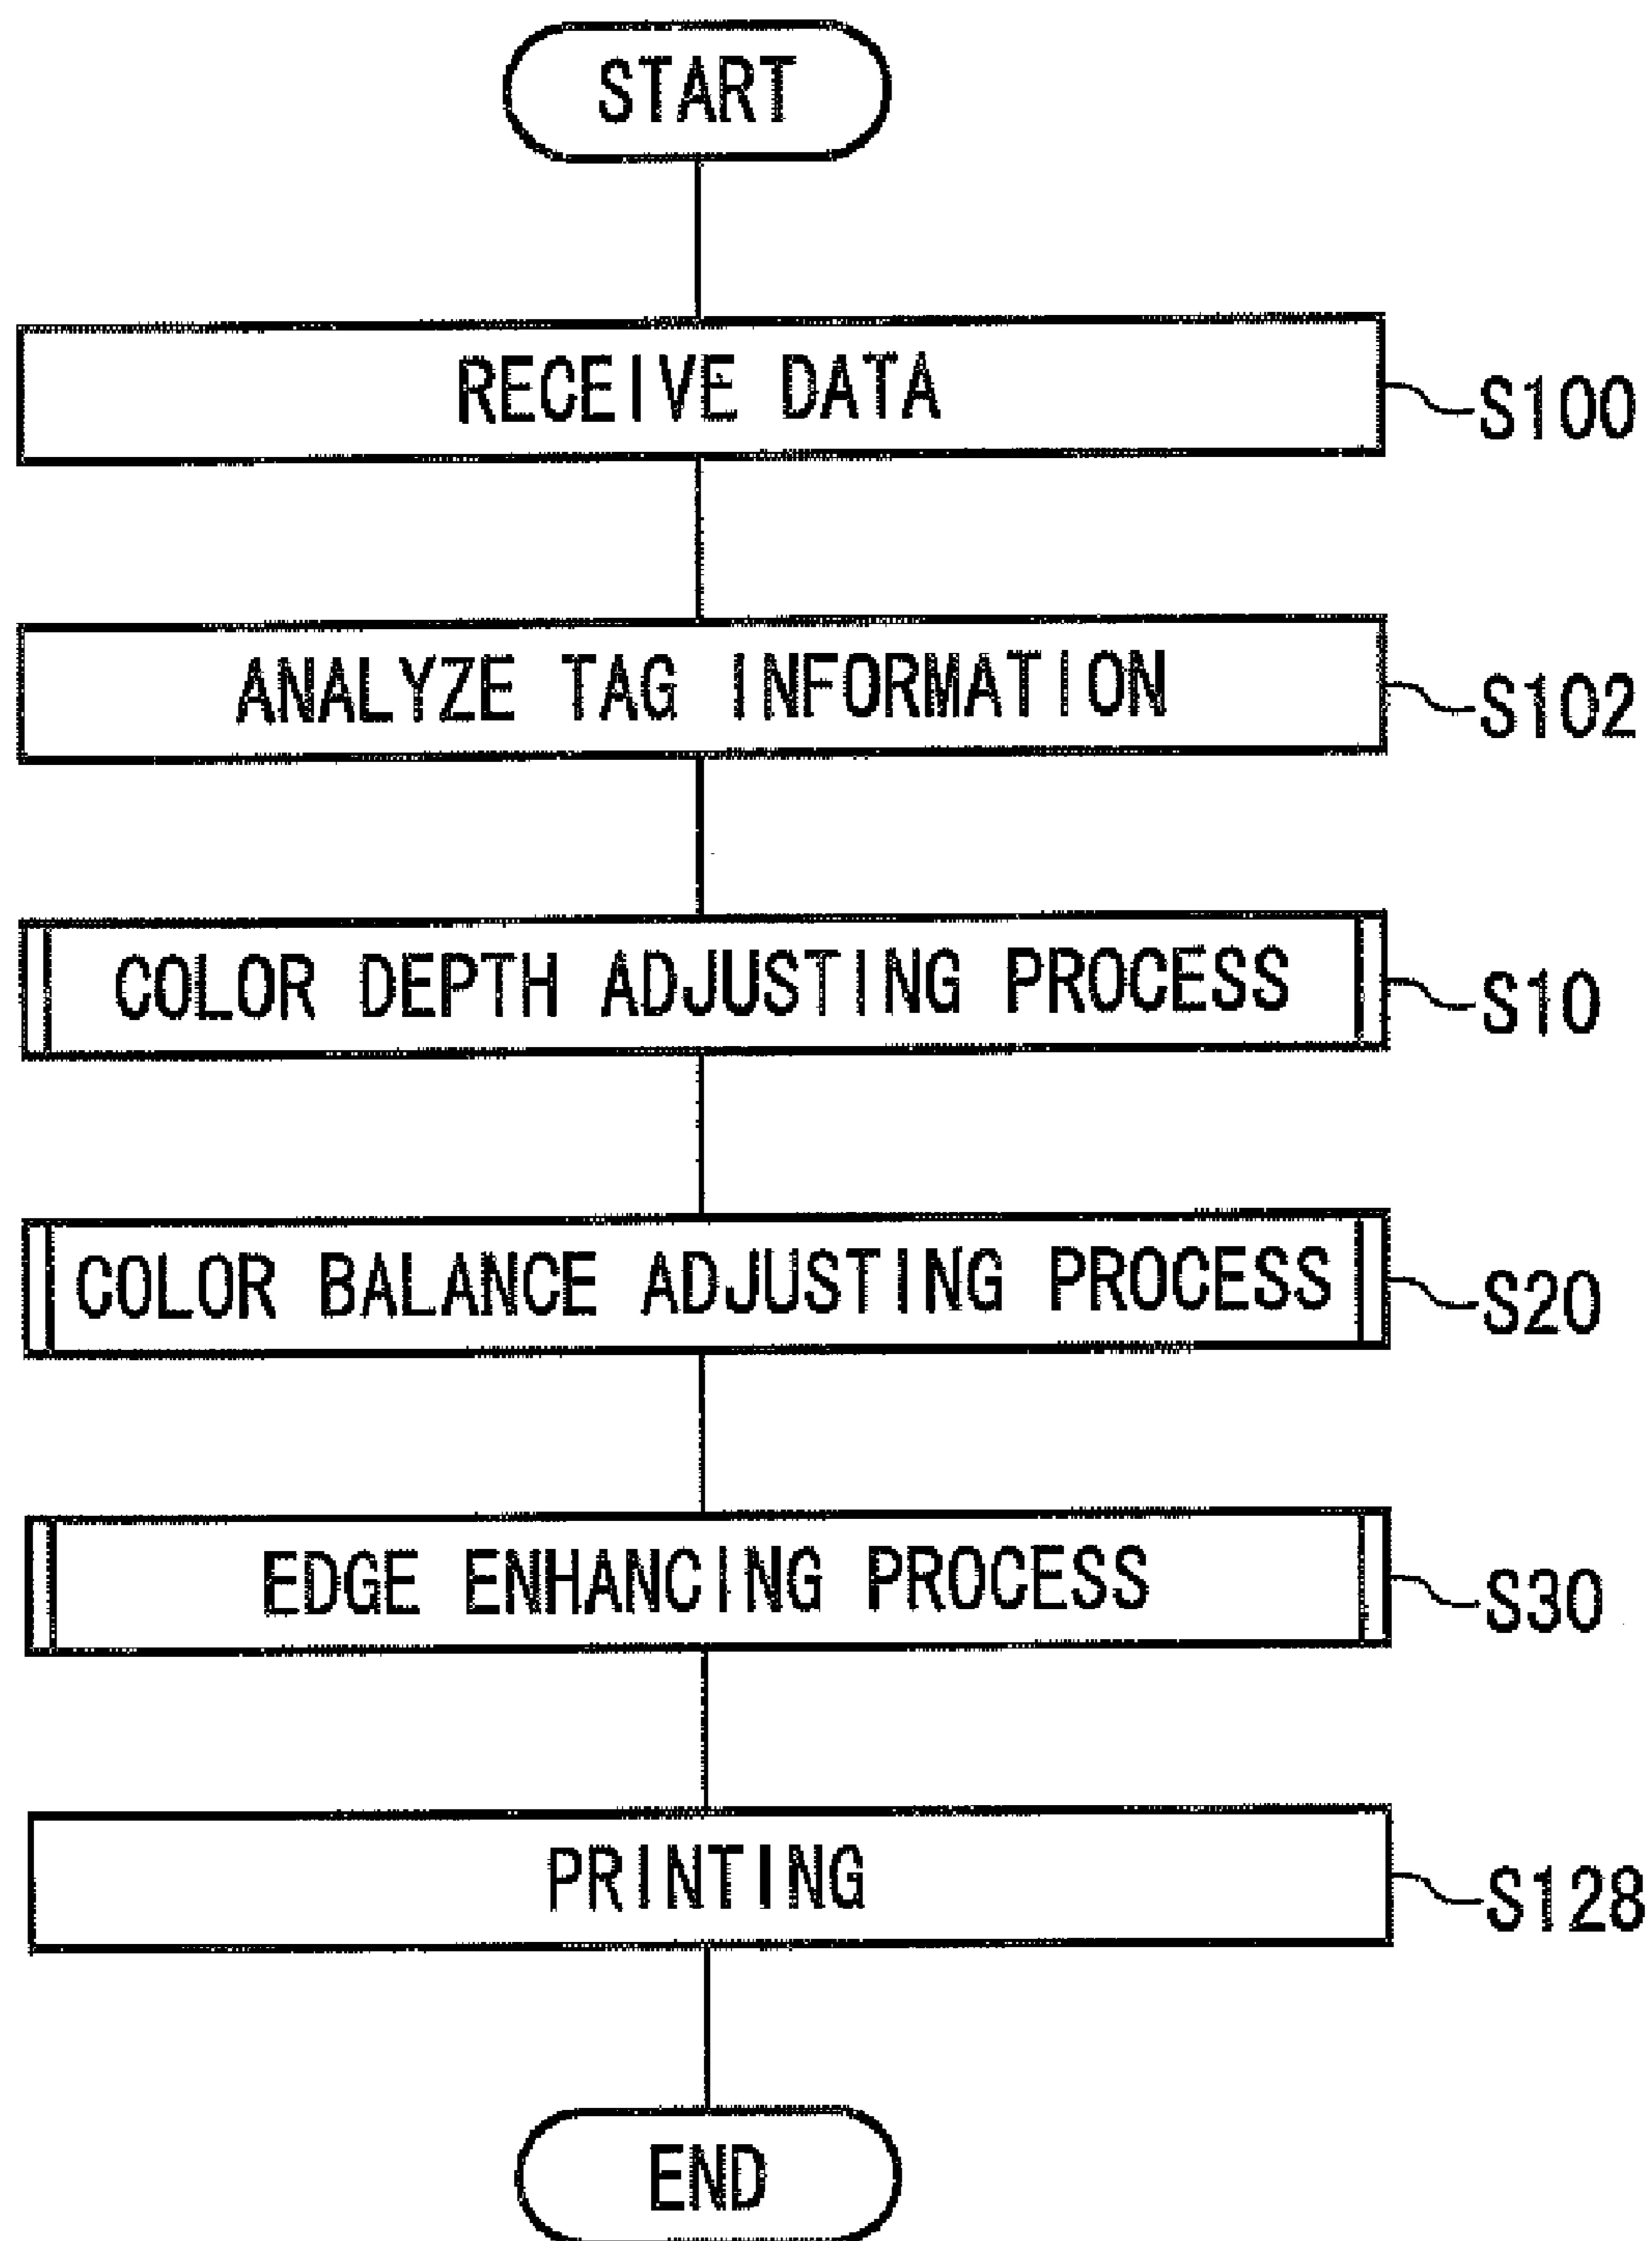 START
RECEIVE DATA
S100
ANALYZE TAG INFORMATION
S102
COLOR DEPTH ADJUSTING PROCESS
S10
COLOR BALANCE ADJUSTING PROCESS
S20
EDGE ENHANCING PROCESS
S30
PRINTING
S128
END